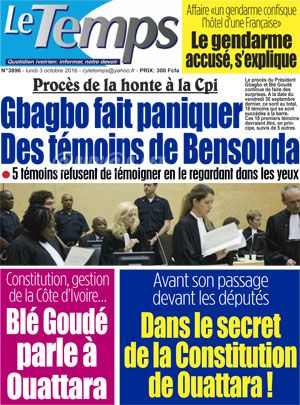 Le Temps
Quotidien ivoirien: informer, notre devoir
N°3896 - lundi 3 octobre 2016 - cyletemps@yahoo.fr - PRIX: 300 Fcfa
Affaire «un gendarme confisque
l'hôtel d'une Française»
Le gendarme
accusé, s'explique
Procès de la honte à la Cpi
Gbagbo fait paniquer
Des témoins de Bensouda
● 5 témoins refusent de témoigner en le regardant dans les yeux
Le procès du Président
Gbagbo et Blé Goudé
continue de faire des
surprises. A la date du
vendredi 30 septembre
dernier, ce sont au total,
18 témoins qui se sont
succédés à la barre.
Ces 18 premiers témoins
devraient être, en prin-
cipe, suivis de 5 autres.
Constitution, gestion
de la Côte d'Ivoire...
Blé Goudé
parle à
Ouattara
Avant son passage
devant les députés
Dans le secret
de la Constitution
de Ouattara !